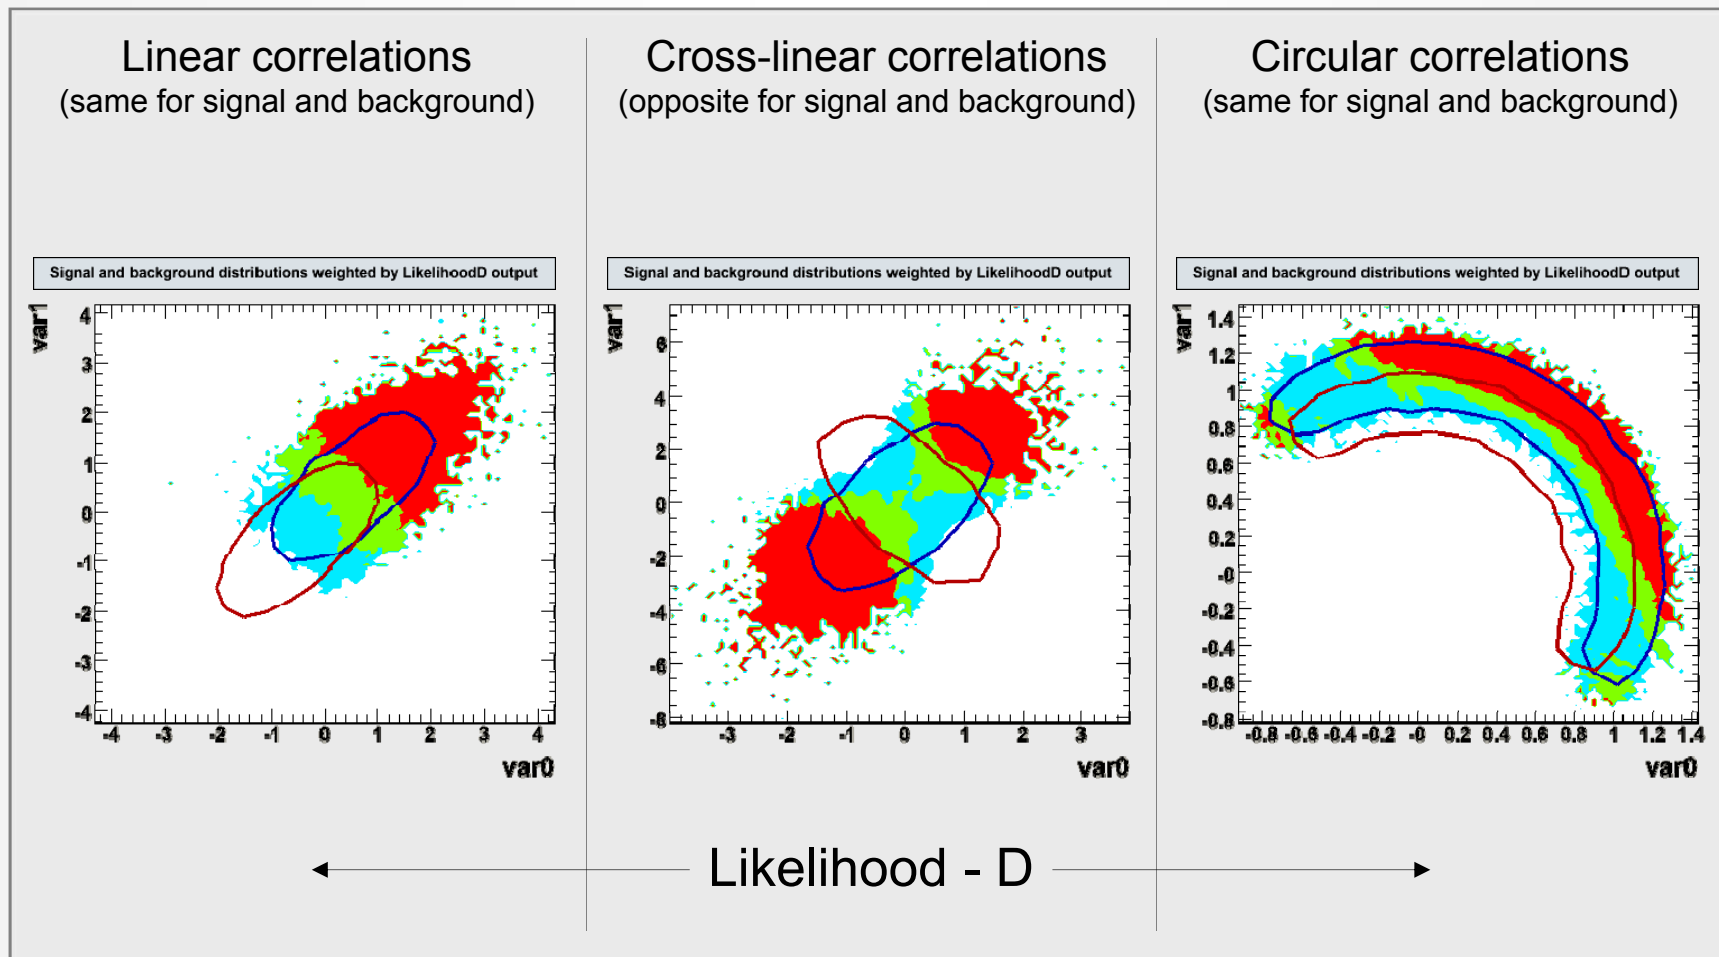 Linear correlations
(same for signal and background)
Cross-linear correlations
(opposite for signal and background)
Circular correlations
(same for signal and background)
Signal and background distributions weighted by LikelihoodD output
var1
4
3
2
1
0
-1
-2
-3
-4
-4 -3 -2 -1 0 1 2 3 4
var0
Signal and background distributions weighted by LikelihoodD output
var1
6
4
2
0
-2
-4
-6
-8
-3 -2 -1 0 1 2 3
var0
Signal and background distributions weighted by LikelihoodD output
var1
1.4
1.2
1
0.8
0.6
0.4
0.2
-0
-0.2
-0.4
-0.6
-0.8
-0.8 -0.6 -0.4 -0.2 -0 0.2 0.4 0.6 0.8 1 1.2 1.4
var0
Likelihood - D